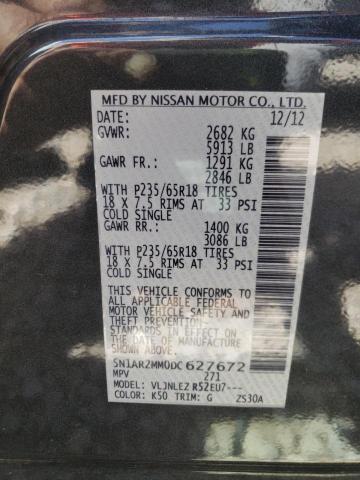 MFD BY NISSAN MOTOR CO., LTD.
DATE: 12/12
GVWR: 2682 KG
5913 LB
GAWR FR.: 1291 KG
2846 LB
WITH P235/65R18 TIRES
18 X 7.5 RIMS AT 33 PSI
COLD SINGLE
GAWR RR.: 1400 KG
3086 LB
WITH P235/65R18 TIRES
18 X 7.5 RIMS AT 33 PSI
COLD SINGLE
THIS VEHICLE CONFORMS TO
ALL APPLICABLE FEDERAL
MOTOR VEHICLE SAFETY AND
THEFT PREVENTION STANDARDS
IN EFFECT ON THE DATE OF
MANUFACTURE SHOWN ABOVE.
5N1AR2MM0DC 627672
MPV 271
MODEL: VLJNLEZ R52EU7---
COLOR: K50 TRIM: G ZS30A